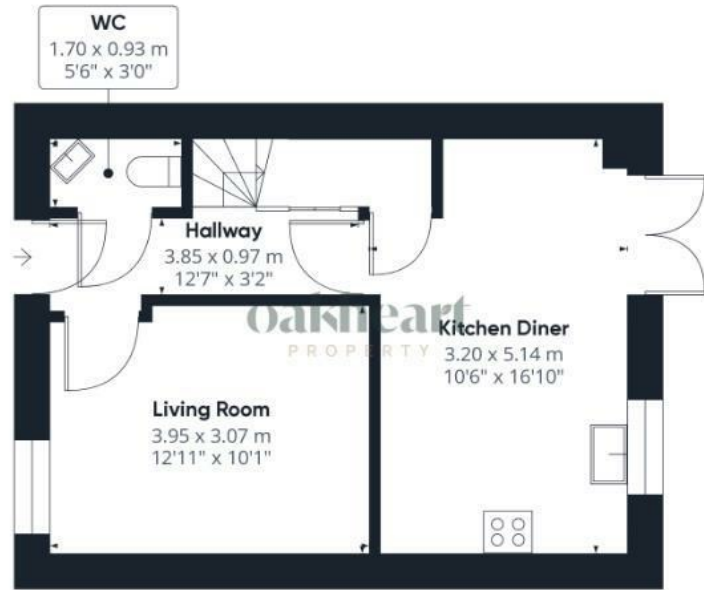 WC
1.70 x 0.93 m
5'6" x 3'0"
Hallway
3.85 x 0.97 m
12'7" x 3'2"
oakheart
PROPERTY
Kitchen Diner
3.20 x 5.14 m
10'6" x 16'10"
Living Room
3.95 x 3.07 m
12'11" x 10'1"